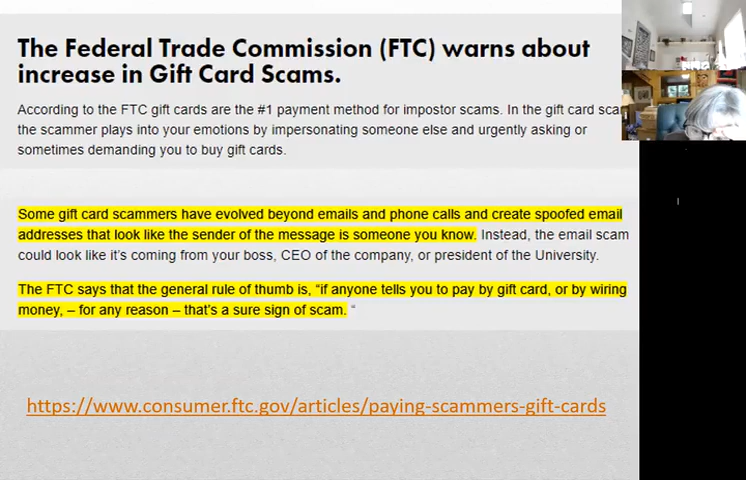 The Federal Trade Commission (FTC) warns about
increase in Gift Card Scams.
According to the FTC gift cards are the #1 payment method for impostor scams. In the gift card
the scammer plays into your emotions by impersonating someone else and urgently asking or
sometimes demanding you to buy gift cards.
Some gift card scammers have evolved beyond emails and phone calls and create spoofed email
addresses that look like the sender of the message is someone you know. Instead, the email scam
could look like it's coming from your boss, CEO of the company, or president of the University.
The FTC says that the general rule of thumb is, "if anyone tells you to pay by gift card, or by wiring
money, – for any reason – that's a sure sign of scam. "
https://www.consumer.ftc.gov/articles/paying-scammers-gift-cards